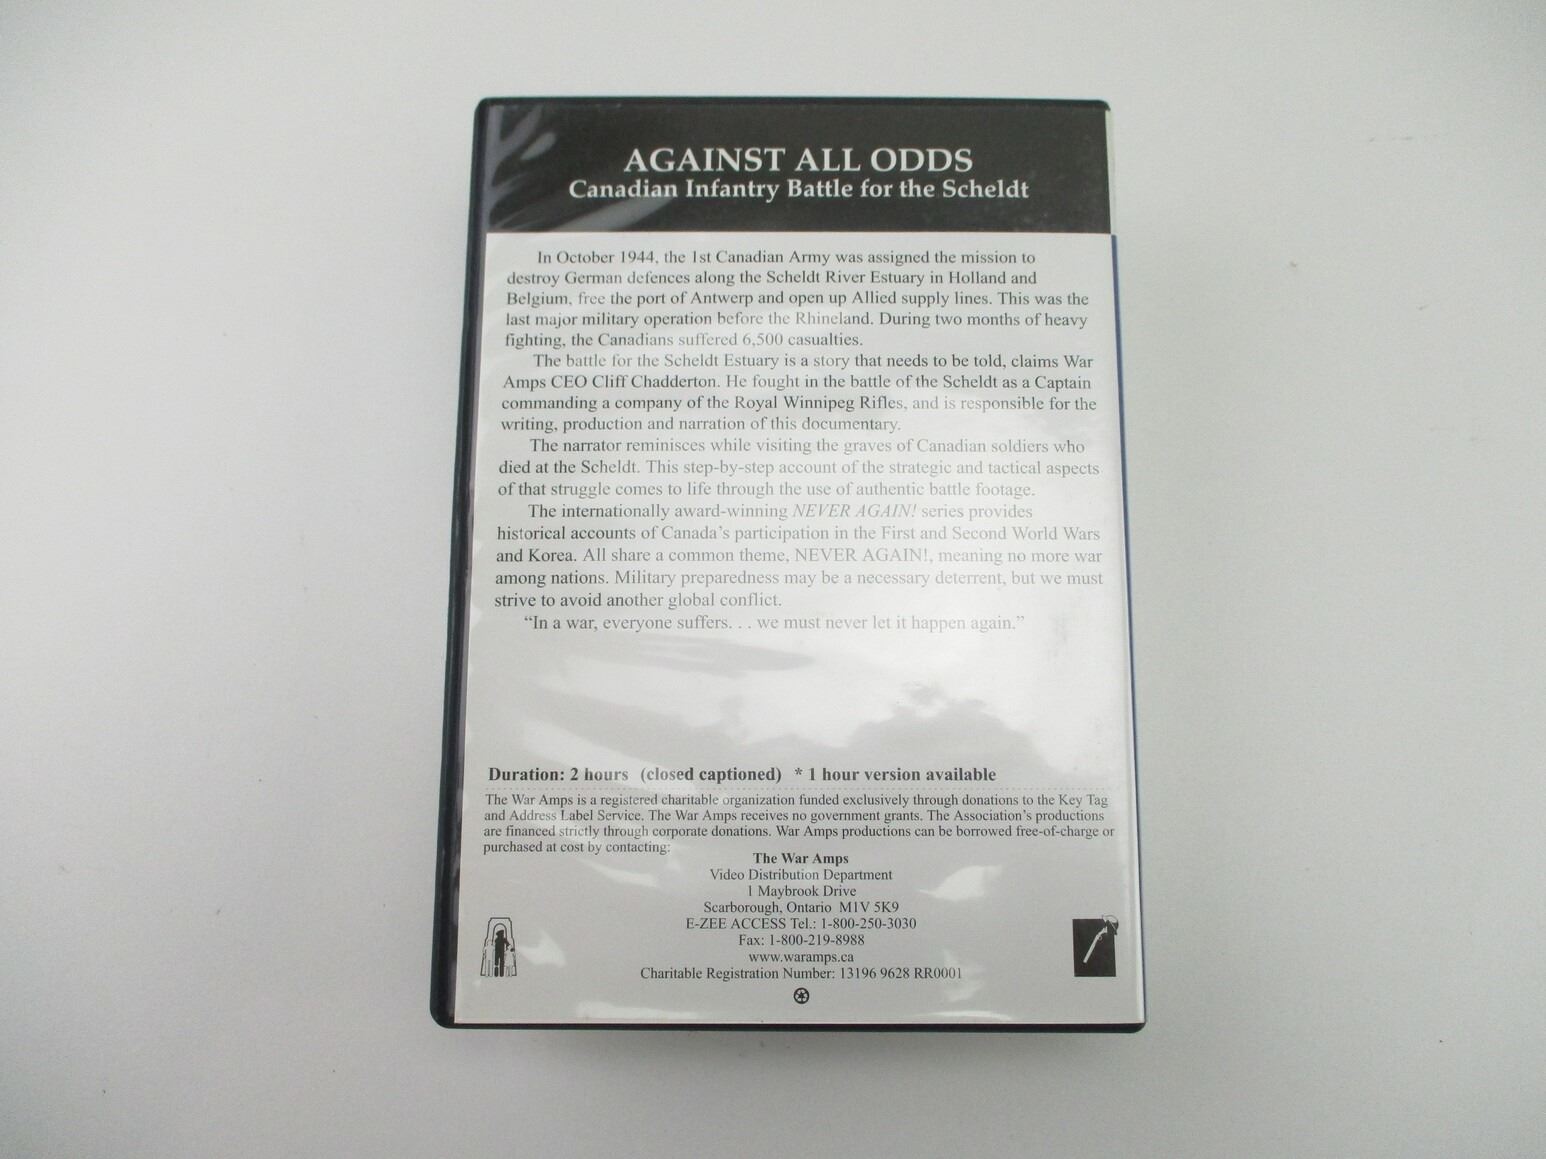 AGAINST ALL ODDS
Canadian Infantry Battle for the Scheldt
In October 1944, the 1st Canadian Army was assigned the mission to
destroy German defences along the Scheldt River Estuary in Holland and
Belgium, free the port of Antwerp and open up Allied supply lines. This was the
last major military operation before the Rhineland. During two months of heavy
fighting, the Canadians suffered 6,500 casualties.
The battle for the Scheldt Estuary is a story that needs to be told, claims War
Amps CEO Cliff Chadderton. He fought in the battle of the Scheldt as a Captain
commanding a company of the Royal Winnipeg Rifles, and is responsible for the
writing, production and narration of this documentary.
The narrator reminisces while visiting the graves of Canadian soldiers who
died at the Scheldt. This step-by-step account of the strategic and tactical aspects
of that struggle comes to life through the use of authentic battle footage.
The internationally award-winning NEVER AGAIN! series provides
historical accounts of Canada's participation in the First and Second World Wars
and Korea. All share a common theme, NEVER AGAIN!, meaning no more war
among nations. Military preparedness may be a necessary deterrent, but we must
strive to avoid another global conflict.
“In a war, everyone suffers. . . we must never let it happen again.”
Duration: 2 hours (closed captioned) * 1 hour version available
The War Amps is a registered charitable organization funded exclusively through donations to the Key Tag
and Address Label Service. The War Amps receives no government grants. The Association's productions
are financed strictly through corporate donations. War Amps productions can be borrowed free-of-charge or
purchased at cost by contacting:
The War Amps
Video Distribution Department
1 Maybrook Drive
Scarborough, Ontario M1V 5K9
E-ZEE ACCESS Tel.: 1-800-250-3030
Fax: 1-800-219-8988
www.waramps.ca
Charitable Registration Number: 13196 9628 RR0001